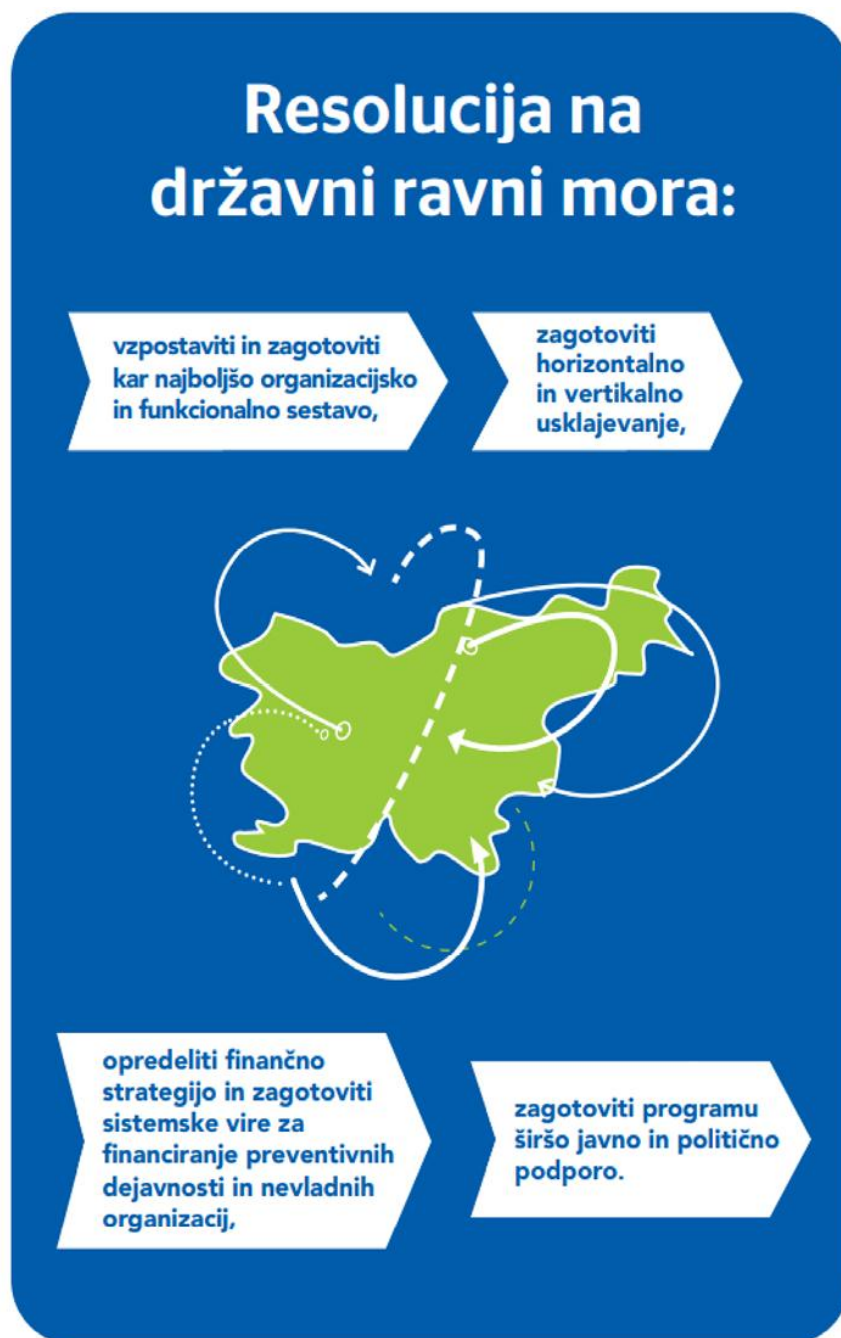 Resolucija na
državni ravni mora:
vzpostaviti in zagotoviti
kar najboljšo organizacijsko
in funkcionalno sestavo,
zagotoviti
horizontalno
in vertikalno
usklajevanje,
opredeliti finančno
strategijo in zagotoviti
sistemske vire za
financiranje preventivnih
dejavnosti in nevladnih
organizacij,
zagotoviti programu
širšo javno in politično
podporo.